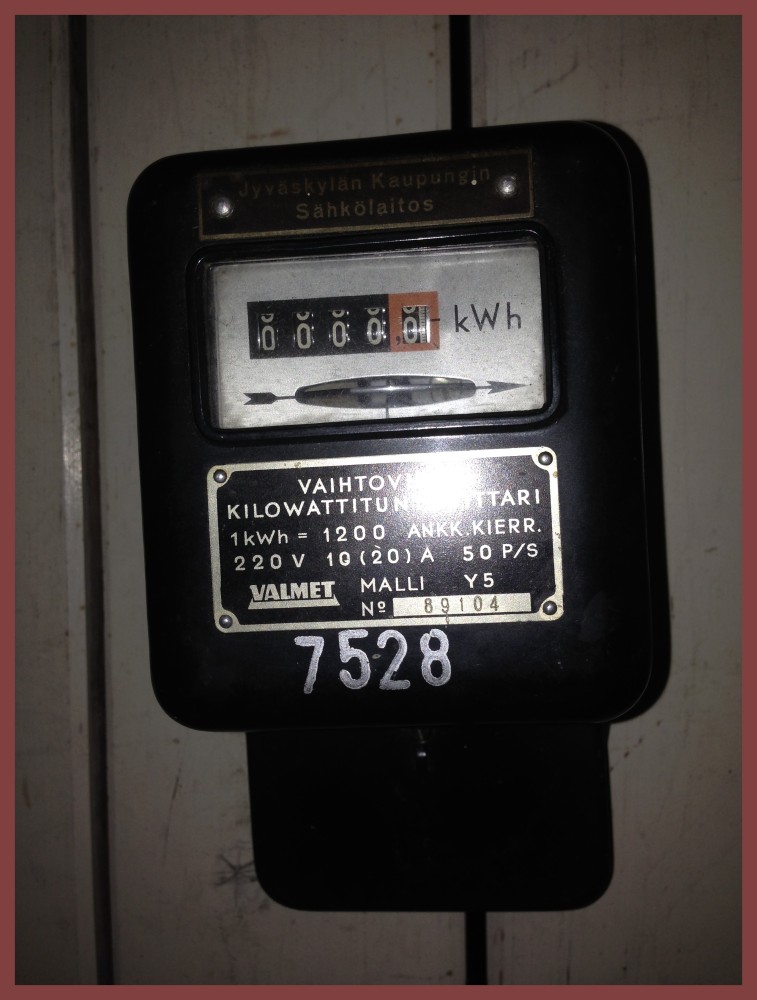 Jyväskylän Kaupungin
Sähkölaitos
0000,0 kWh
KILOWATTITUN
1kWh = 1200 ANKK.KIERR.
220 V 10(20)A 50 P/S
VALMET MALLI Y5
Nº 89104
7528